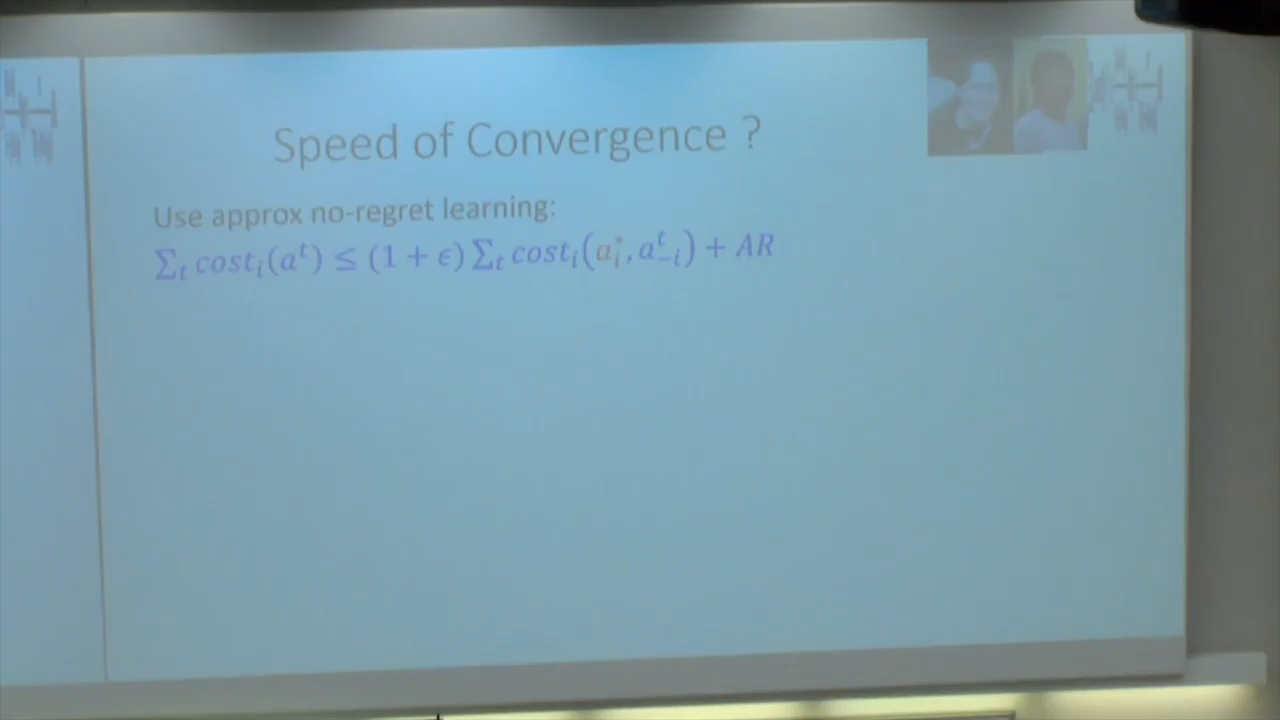 Speed of Convergence ?
Use approx no-regret learning:
∑ₜ costᵢ(aᵗ) ≤ (1 + ϵ) ∑ₜ costᵢ(aᵢ*, a₋ᵢᵗ) + AR